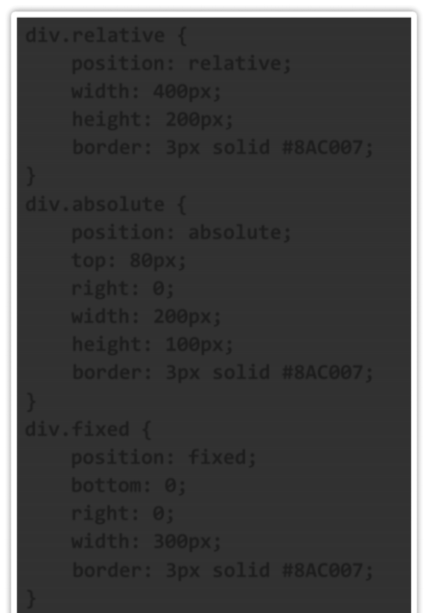 div.relative {
    position: relative;
    width: 400px;
    height: 200px;
    border: 3px solid #8AC007;
}
div.absolute {
    position: absolute;
    top: 80px;
    right: 0;
    width: 200px;
    height: 100px;
    border: 3px solid #8AC007;
}
div.fixed {
    position: fixed;
    bottom: 0;
    right: 0;
    width: 300px;
    border: 3px solid #8AC007;
}